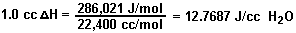 1.0 cc ΔH = 286,021 J/mol / 22,400 cc/mol = 12.7687 J/cc H₂O